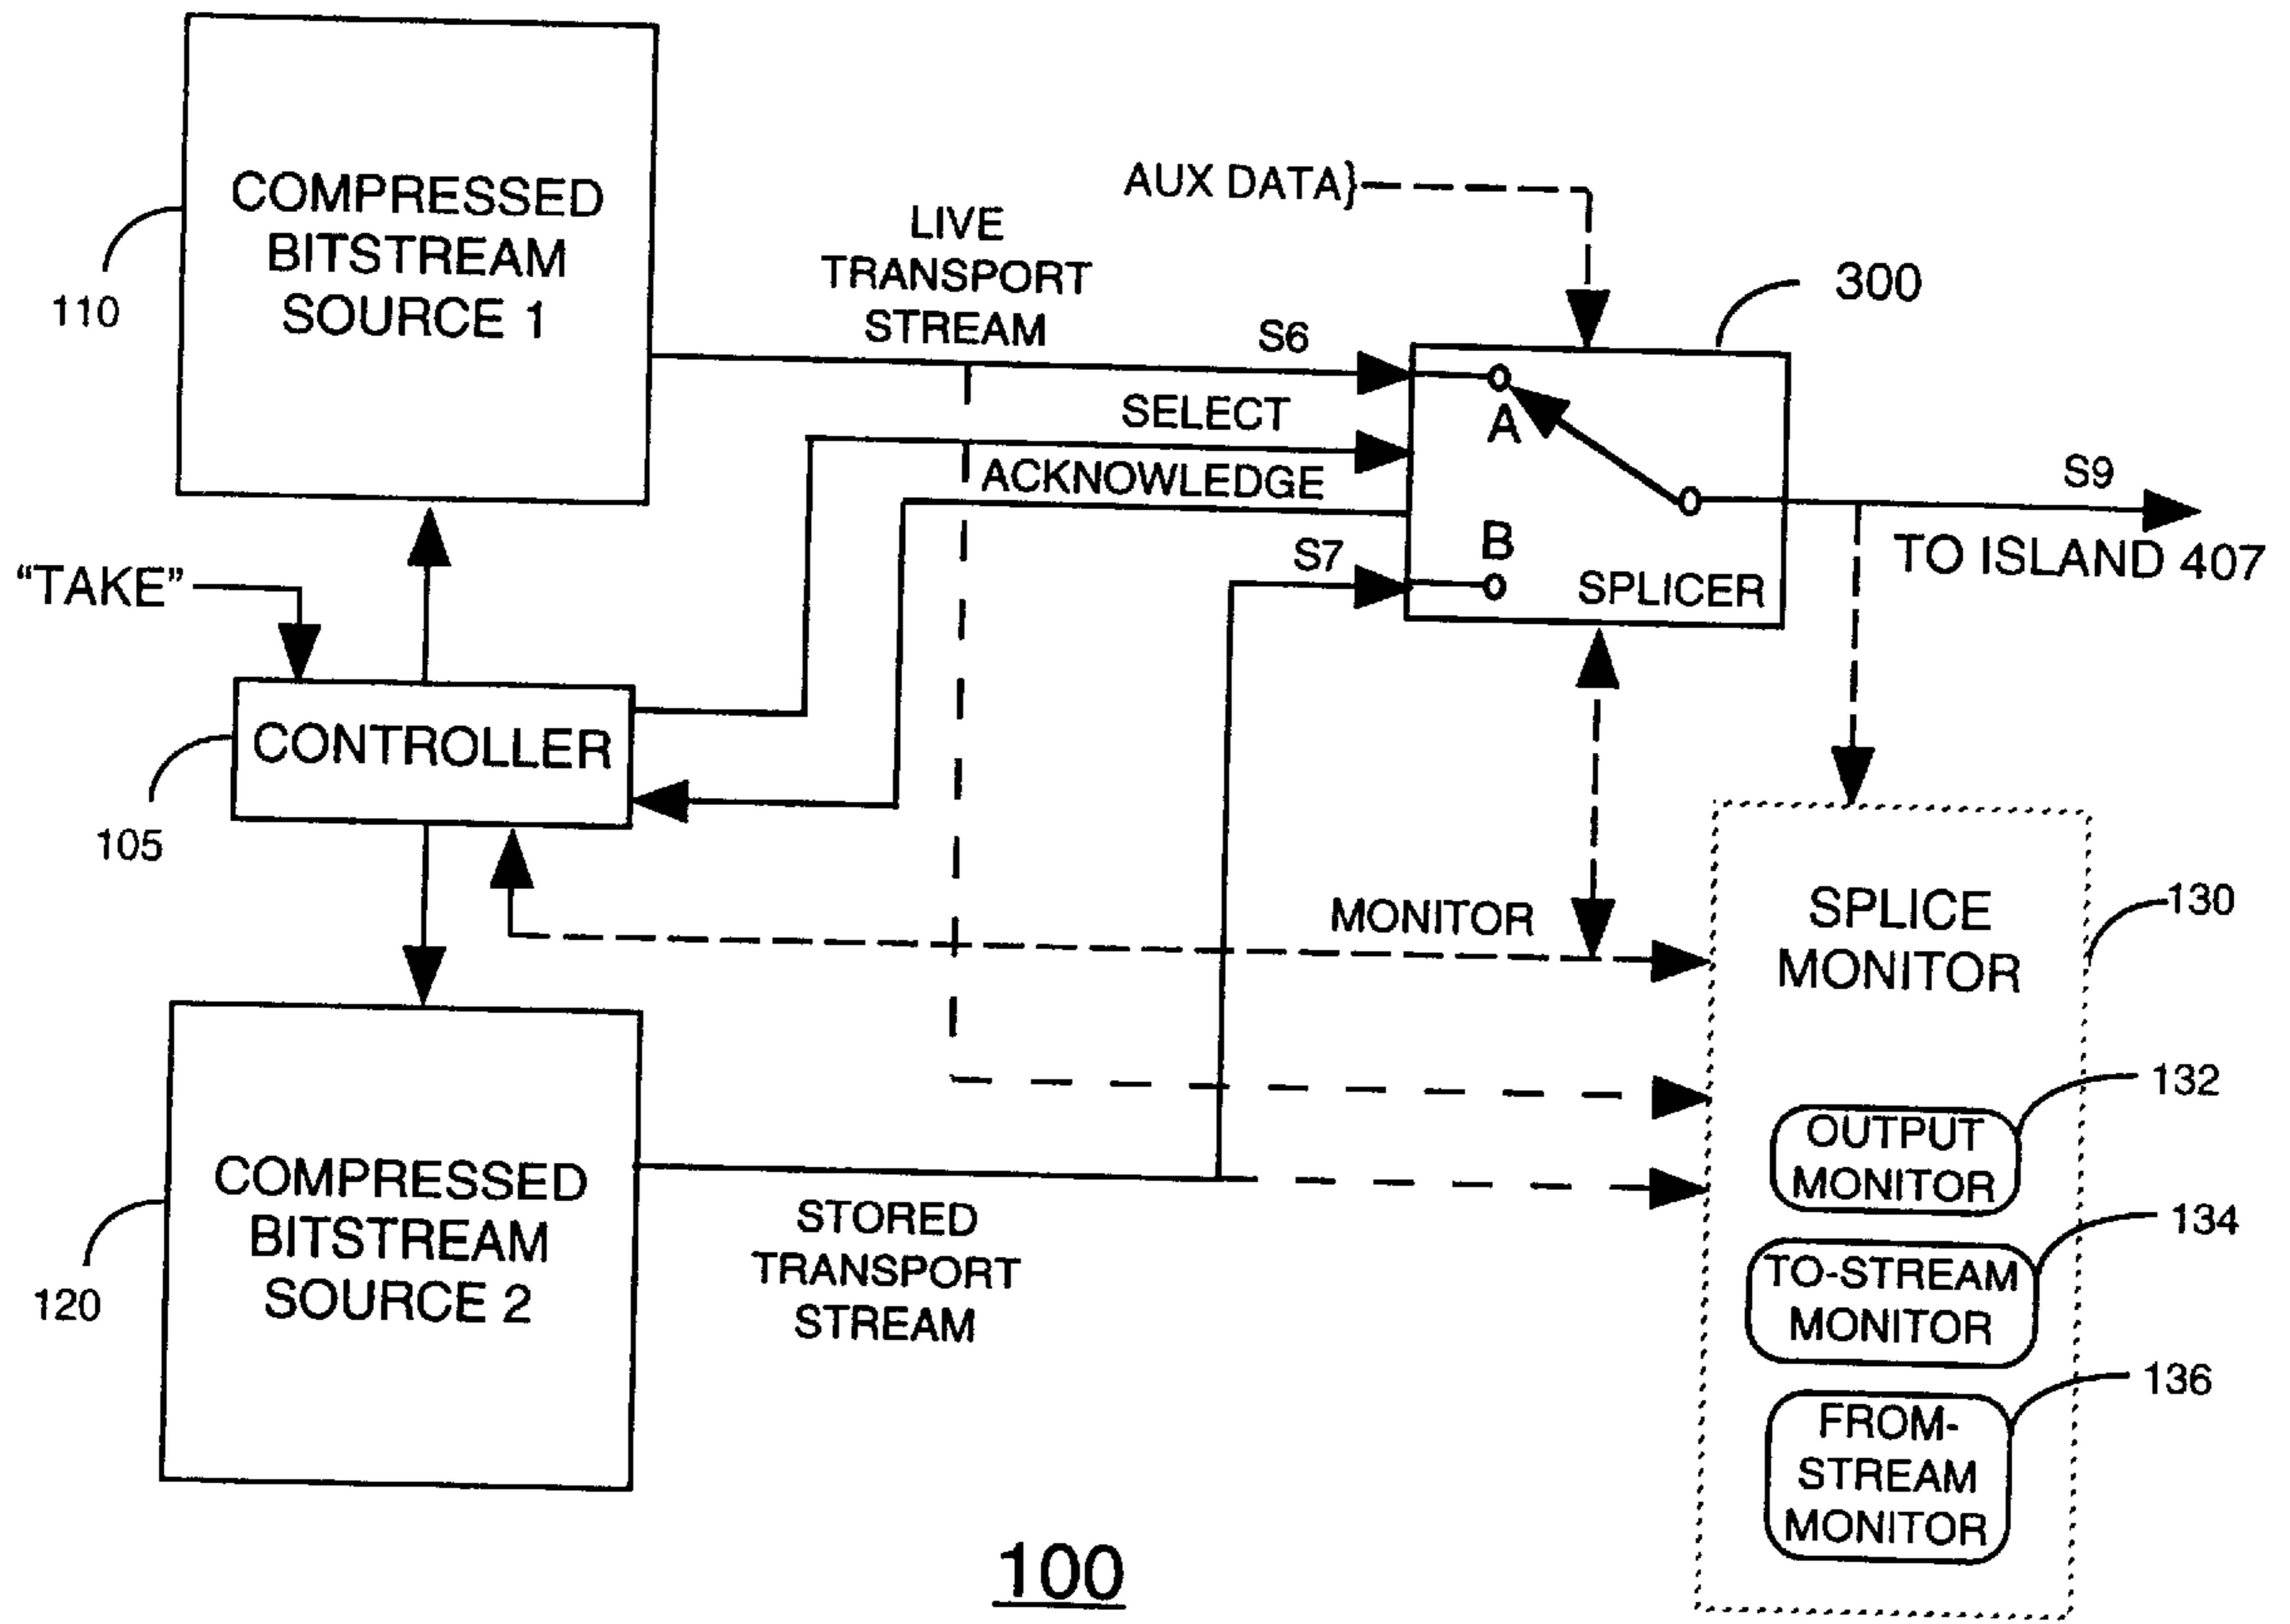 COMPRESSED
BITSTREAM
SOURCE 1
110
LIVE
TRANSPORT
STREAM
AUX DATA}
300
S6
SELECT
ACKNOWLEDGE
S7
A
B
SPLICER
S9
TO ISLAND 407
“TAKE”
CONTROLLER
105
MONITOR
SPLICE
MONITOR
130
OUTPUT
MONITOR
132
TO-STREAM
MONITOR
134
FROM-
STREAM
MONITOR
136
COMPRESSED
BITSTREAM
SOURCE 2
120
STORED
TRANSPORT
STREAM
100